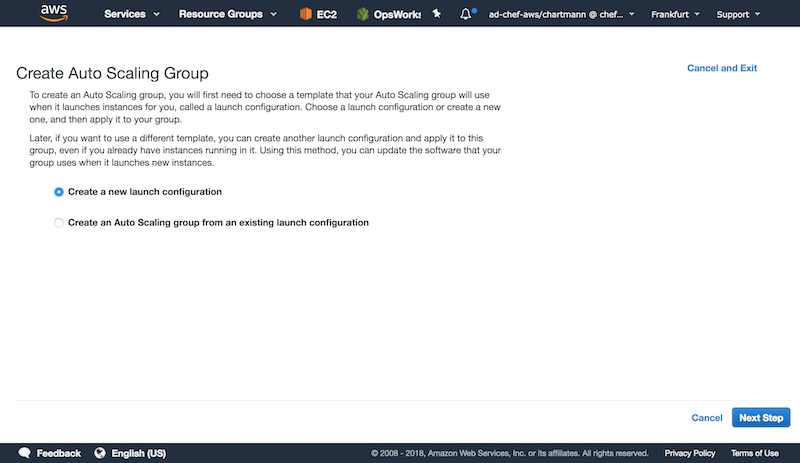 aws Services Resource Groups EC2 OpsWorks ad-chef-aws/chartmann @ chef... Frankfurt Support
Create Auto Scaling Group
Cancel and Exit
To create an Auto Scaling group, you will first need to choose a template that your Auto Scaling group will use
when it launches instances for you, called a launch configuration. Choose a launch configuration or create a new
one, and then apply it to your group.
Later, if you want to use a different template, you can create another launch configuration and apply it to this
group, even if you already have instances running in it. Using this method, you can update the software that your
group uses when it launches new instances.
Create a new launch configuration
Create an Auto Scaling group from an existing launch configuration
Cancel Next Step
Feedback English (US) © 2008 - 2018, Amazon Web Services, Inc. or its affiliates. All rights reserved. Privacy Policy Terms of Use